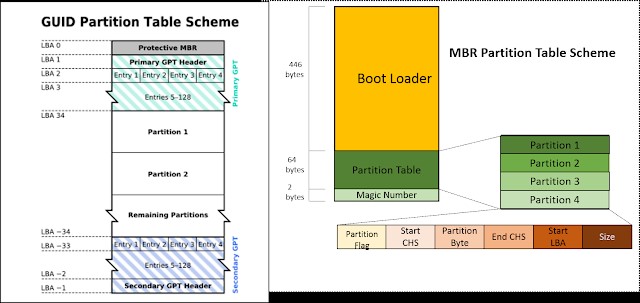 GUID Partition Table Scheme
LBA 0
Protective MBR
LBA 1
Primary GPT Header
LBA 2
Entry 1 Entry 2 Entry 3 Entry 4
LBA 3
Entries 5–128
Primary GPT
LBA 34
Partition 1
Partition 2
Remaining Partitions
LBA −34
LBA −33
Entry 1 Entry 2 Entry 3 Entry 4
Entries 5–128
LBA −2
LBA −1
Secondary GPT Header
Secondary GPT
MBR Partition Table Scheme
446
bytes
Boot Loader
64
bytes
Partition Table
2
bytes
Magic Number
Partition 1
Partition 2
Partition 3
Partition 4
Partition
Flag
Start
CHS
Partition
Byte
End CHS
Start
LBA
Size